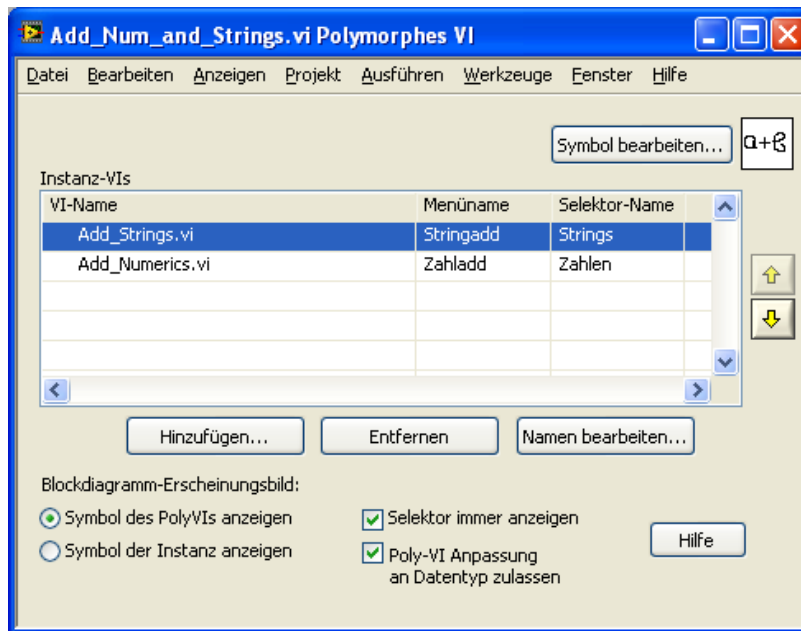 Add_Num_and_Strings.vi Polymorphes VI
Datei Bearbeiten Anzeigen Projekt Ausführen Werkzeuge Fenster Hilfe
Symbol bearbeiten...
Instanz-VIs
VI-Name Menüname Selektor-Name
Add_Strings.vi Stringadd Strings
Add_Numerics.vi Zahladd Zahlen
Hinzufügen... Entfernen Namen bearbeiten...
Blockdiagramm-Erscheinungsbild:
Symbol des PolyVIs anzeigen Selektor immer anzeigen
Symbol der Instanz anzeigen Poly-VI Anpassung
an Datentyp zulassen
Hilfe